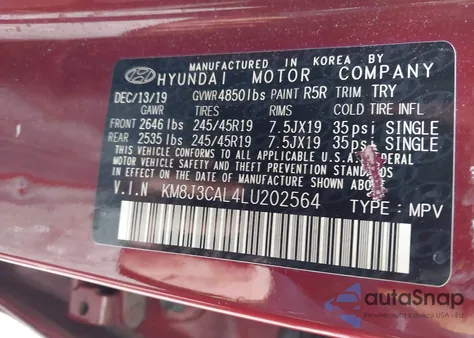 MANUFACTURED IN KOREA BY
HYUNDAI MOTOR COMPANY
DEC/13/19 GVWR 4850lbs PAINT R5R TRIM TRY
GAWR TIRES RIMS COLD TIRE INFL
FRONT 2646 lbs 245/45R19 7.5JX19 35psi SINGLE
REAR 2535 lbs 245/45R19 7.5JX19 35psi SINGLE
THIS VEHICLE CONFORMS TO ALL APPLICABLE U.S.A. FEDERAL
MOTOR VEHICLE SAFETY AND THEFT PREVENTION STANDARDS
IN EFFECT ON THE DATE OF MANUFACTURE SHOWN ABOVE.
V.I.N KM8J3CAL4LU202564
TYPE: MPV
autoSnap